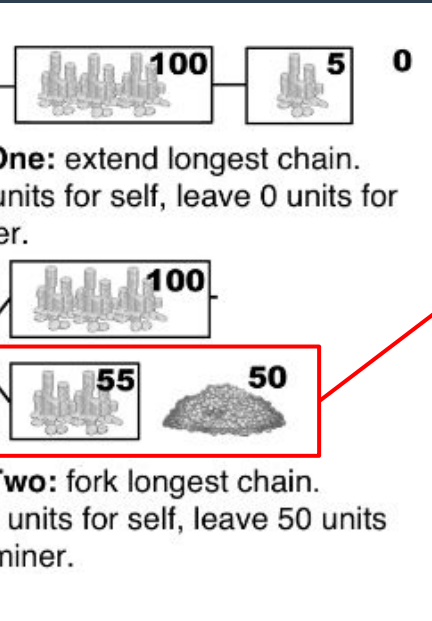 100 5 0
One: extend longest chain.
units for self, leave 0 units for
er.
100
55 50
Two: fork longest chain.
units for self, leave 50 units
miner.